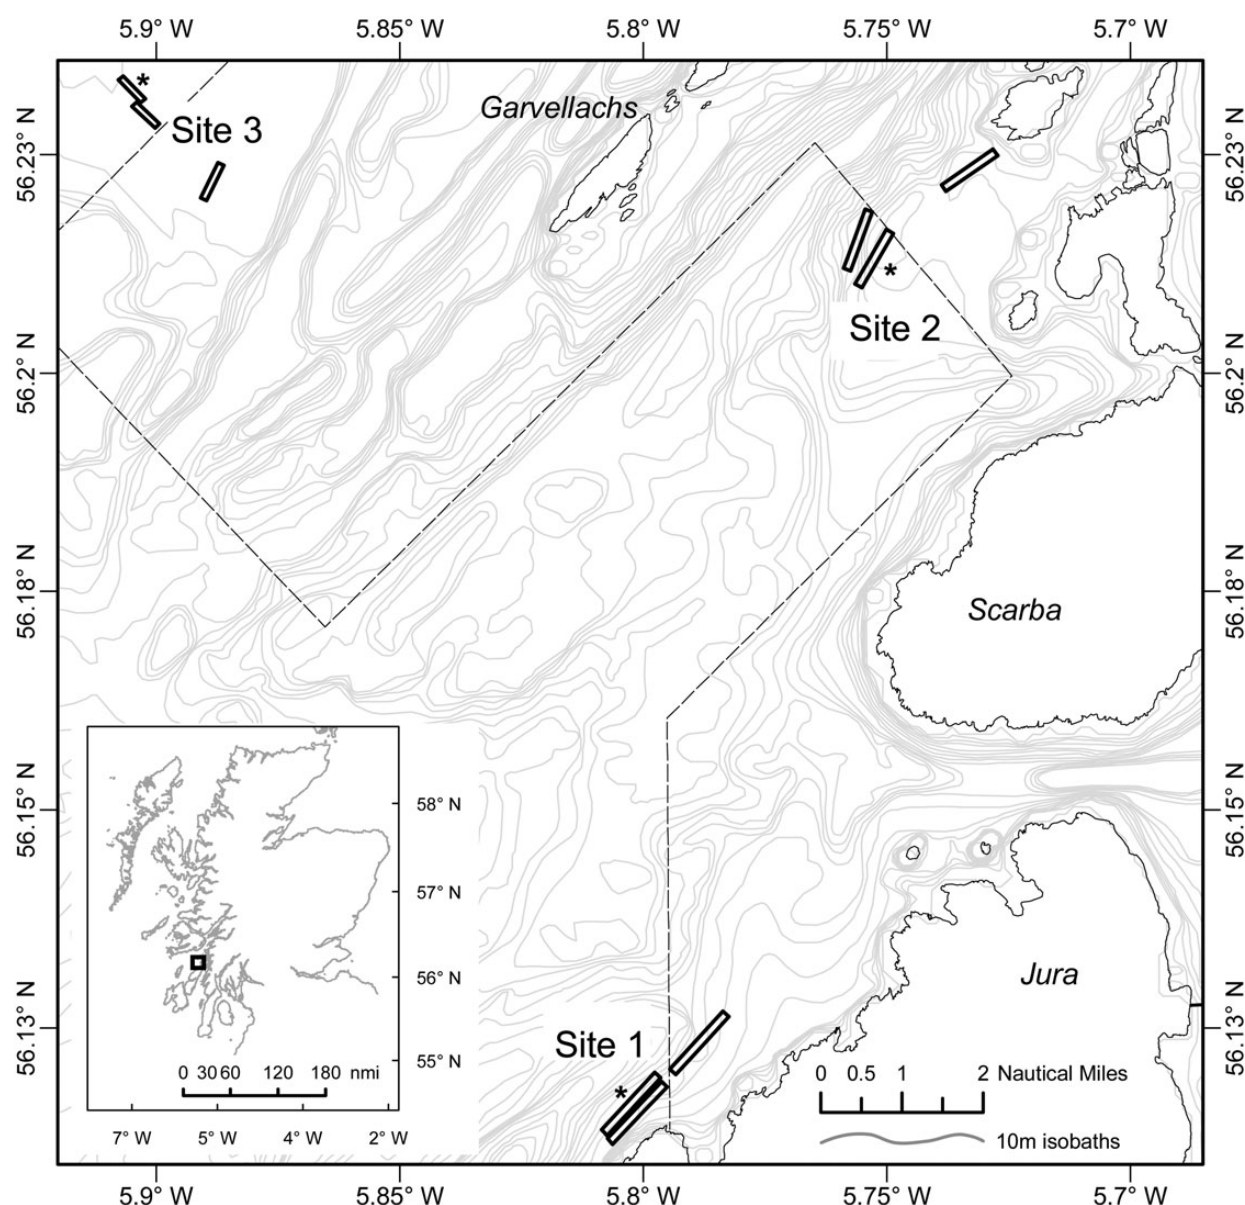 5.9° W 5.85° W 5.8° W 5.75° W 5.7° W
*
Garvellachs
Site 3
56.23° N
56.23° N
*
Site 2
56.2° N
56.2° N
56.18° N
56.18° N
Scarba
58° N
56.15° N
56.15° N
57° N
56° N
Jura
56.13° N
56.13° N
Site 1
*
55° N
0 30 60 120 180 nmi
7° W 5° W 4° W 2° W
0 0.5 1 2 Nautical Miles
10m isobaths
5.9° W 5.85° W 5.8° W 5.75° W 5.7° W